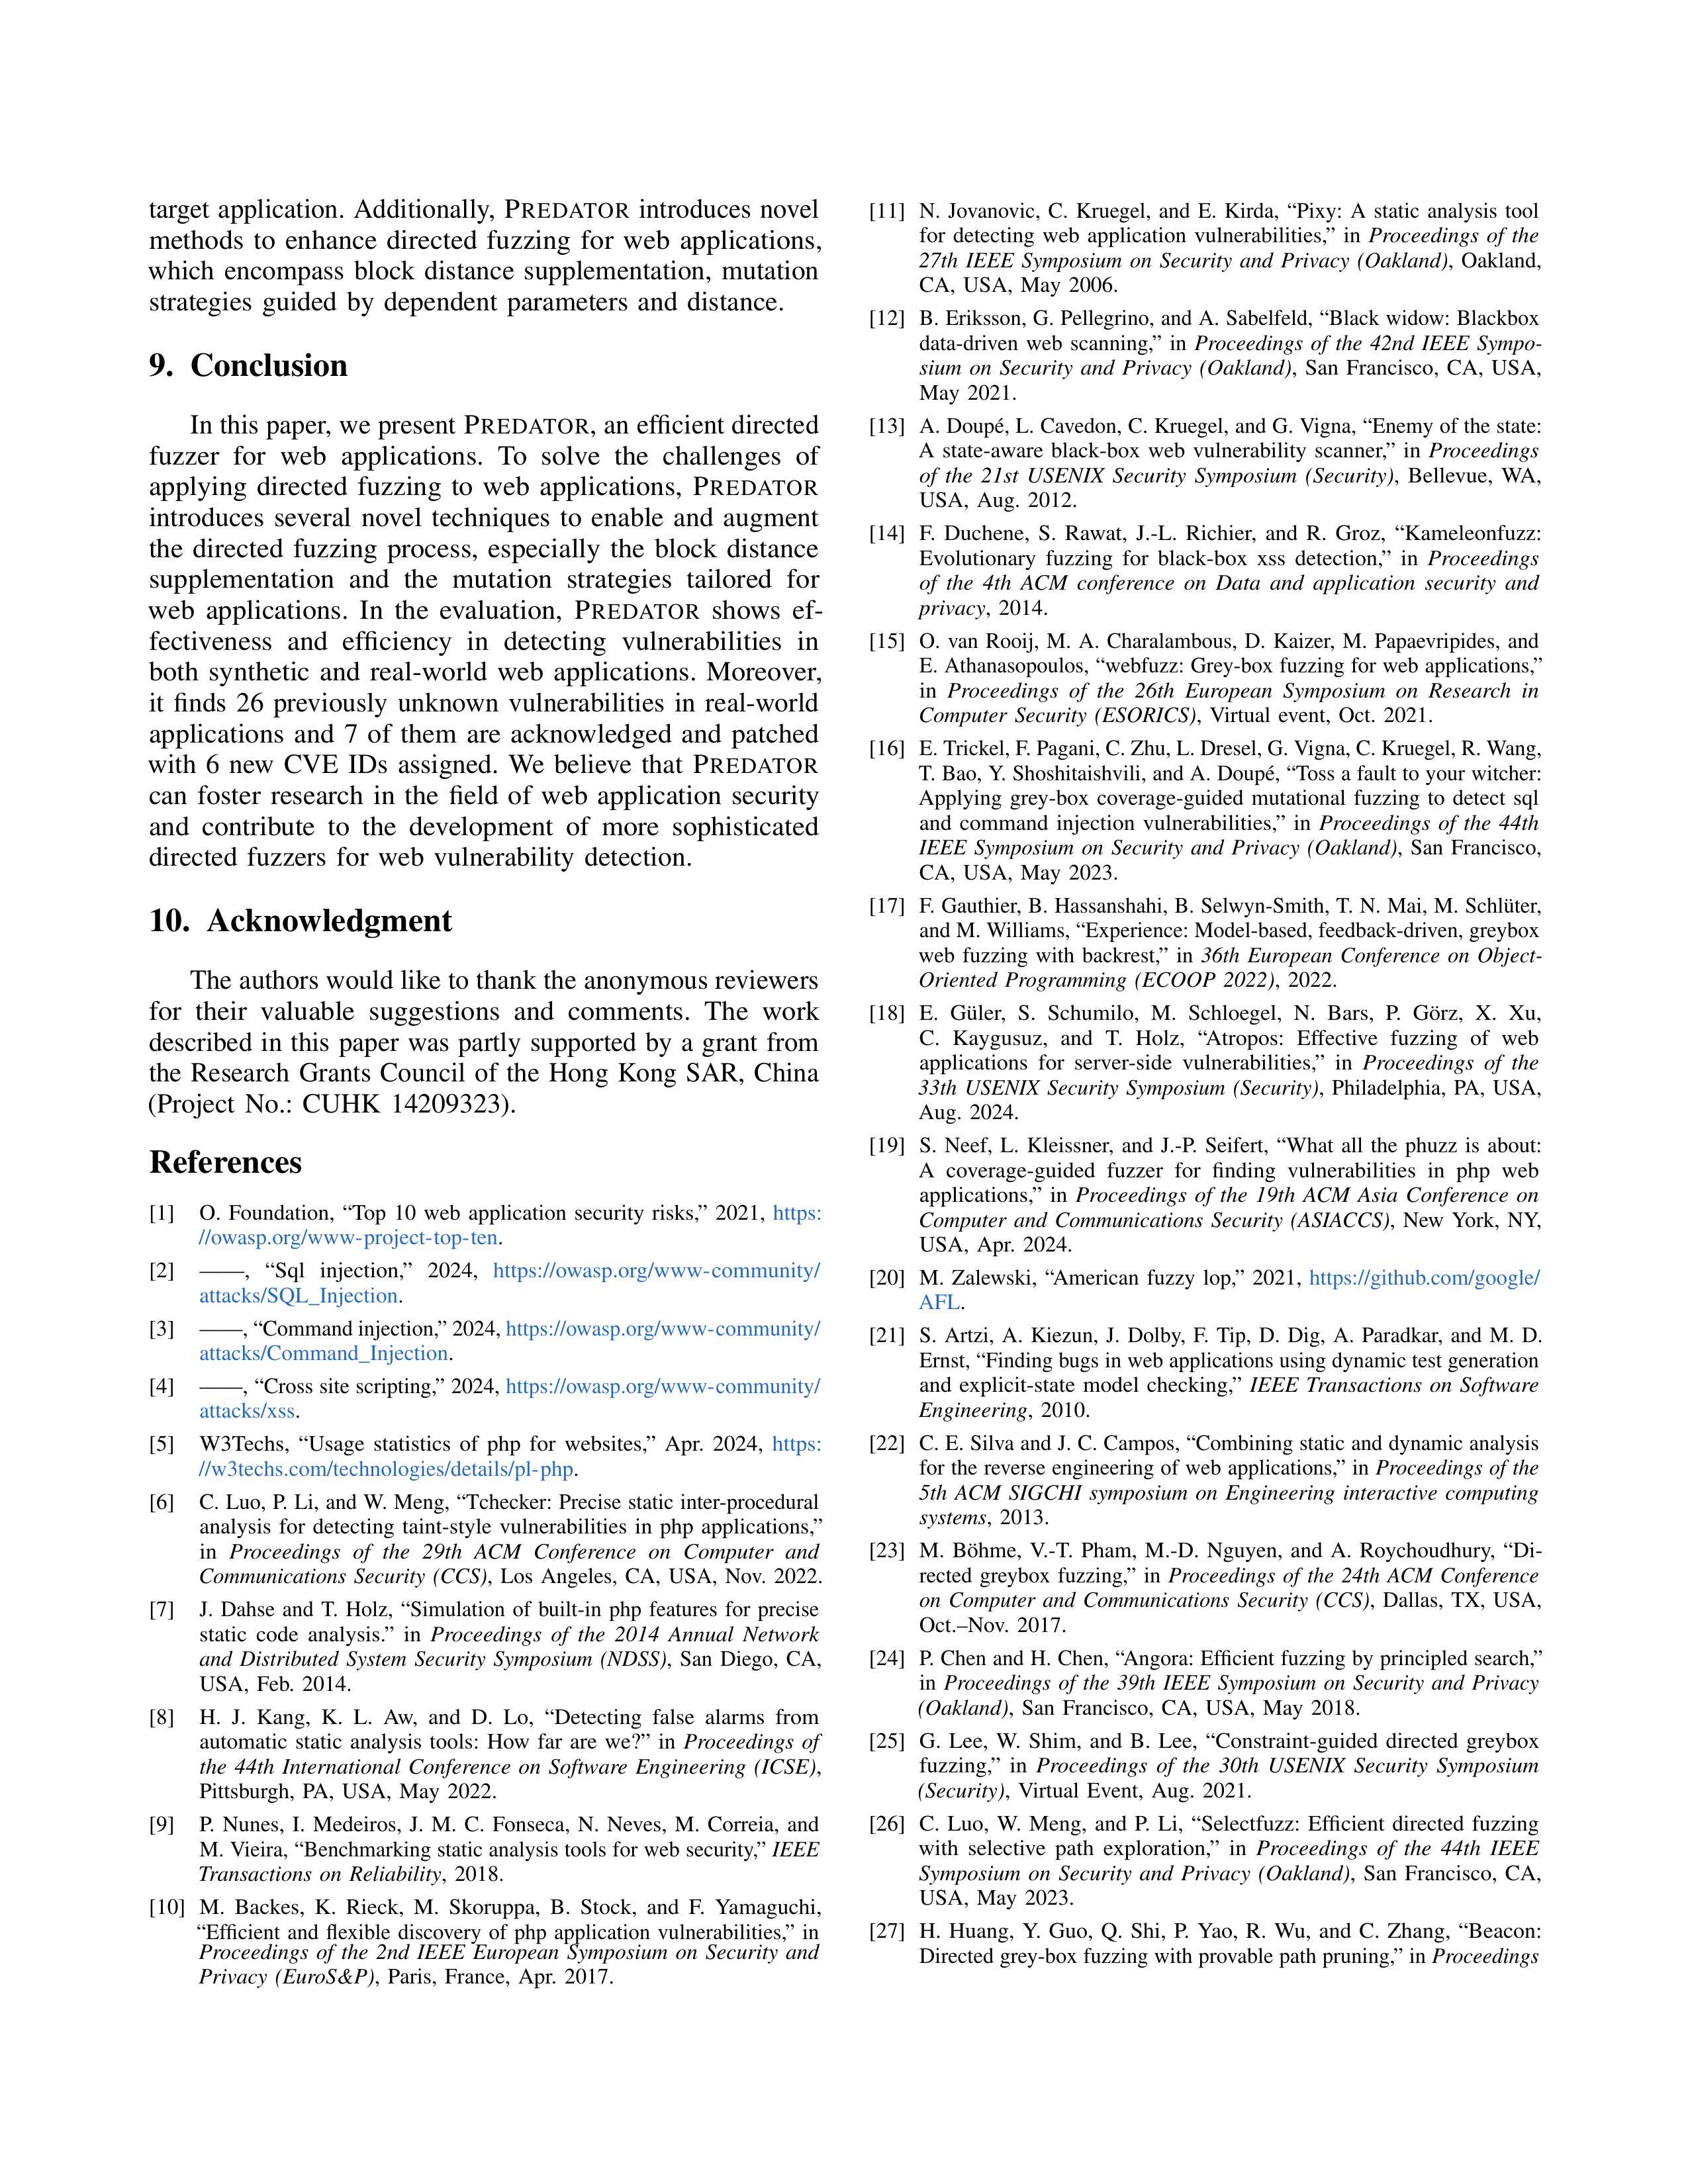 target application. Additionally, PREDATOR introduces novel
methods to enhance directed fuzzing for web applications,
which encompass block distance supplementation, mutation
strategies guided by dependent parameters and distance.
9. Conclusion
In this paper, we present PREDATOR, an efficient directed
fuzzer for web applications. To solve the challenges of
applying directed fuzzing to web applications, PREDATOR
introduces several novel techniques to enable and augment
the directed fuzzing process, especially the block distance
supplementation and the mutation strategies tailored for
web applications. In the evaluation, PREDATOR shows ef-
fectiveness and efficiency in detecting vulnerabilities in
both synthetic and real-world web applications. Moreover,
it finds 26 previously unknown vulnerabilities in real-world
applications and 7 of them are acknowledged and patched
with 6 new CVE IDs assigned. We believe that PREDATOR
can foster research in the field of web application security
and contribute to the development of more sophisticated
directed fuzzers for web vulnerability detection.
10. Acknowledgment
The authors would like to thank the anonymous reviewers
for their valuable suggestions and comments. The work
described in this paper was partly supported by a grant from
the Research Grants Council of the Hong Kong SAR, China
(Project No.: CUHK 14209323).
References
[1] O. Foundation, “Top 10 web application security risks,” 2021, https:
//owasp.org/www-project-top-ten.
[2] ——, “Sql injection,” 2024, https://owasp.org/www-community/
attacks/SQL_Injection.
[3] ——, “Command injection,” 2024, https://owasp.org/www-community/
attacks/Command_Injection.
[4] ——, “Cross site scripting,” 2024, https://owasp.org/www-community/
attacks/xss.
[5] W3Techs, “Usage statistics of php for websites,” Apr. 2024, https:
//w3techs.com/technologies/details/pl-php.
[6] C. Luo, P. Li, and W. Meng, “Tchecker: Precise static inter-procedural
analysis for detecting taint-style vulnerabilities in php applications,”
in Proceedings of the 29th ACM Conference on Computer and
Communications Security (CCS), Los Angeles, CA, USA, Nov. 2022.
[7] J. Dahse and T. Holz, “Simulation of built-in php features for precise
static code analysis.” in Proceedings of the 2014 Annual Network
and Distributed System Security Symposium (NDSS), San Diego, CA,
USA, Feb. 2014.
[8] H. J. Kang, K. L. Aw, and D. Lo, “Detecting false alarms from
automatic static analysis tools: How far are we?” in Proceedings of
the 44th International Conference on Software Engineering (ICSE),
Pittsburgh, PA, USA, May 2022.
[9] P. Nunes, I. Medeiros, J. M. C. Fonseca, N. Neves, M. Correia, and
M. Vieira, “Benchmarking static analysis tools for web security,” IEEE
Transactions on Reliability, 2018.
[10] M. Backes, K. Rieck, M. Skoruppa, B. Stock, and F. Yamaguchi,
“Efficient and flexible discovery of php application vulnerabilities,” in
Proceedings of the 2nd IEEE European Symposium on Security and
Privacy (EuroS&P), Paris, France, Apr. 2017.
[11] N. Jovanovic, C. Kruegel, and E. Kirda, “Pixy: A static analysis tool
for detecting web application vulnerabilities,” in Proceedings of the
27th IEEE Symposium on Security and Privacy (Oakland), Oakland,
CA, USA, May 2006.
[12] B. Eriksson, G. Pellegrino, and A. Sabelfeld, “Black widow: Blackbox
data-driven web scanning,” in Proceedings of the 42nd IEEE Sympo-
sium on Security and Privacy (Oakland), San Francisco, CA, USA,
May 2021.
[13] A. Doupé, L. Cavedon, C. Kruegel, and G. Vigna, “Enemy of the state:
A state-aware black-box web vulnerability scanner,” in Proceedings
of the 21st USENIX Security Symposium (Security), Bellevue, WA,
USA, Aug. 2012.
[14] F. Duchene, S. Rawat, J.-L. Richier, and R. Groz, “Kameleonfuzz:
Evolutionary fuzzing for black-box xss detection,” in Proceedings
of the 4th ACM conference on Data and application security and
privacy, 2014.
[15] O. van Rooij, M. A. Charalambous, D. Kaizer, M. Papaevripides, and
E. Athanasopoulos, “webfuzz: Grey-box fuzzing for web applications,”
in Proceedings of the 26th European Symposium on Research in
Computer Security (ESORICS), Virtual event, Oct. 2021.
[16] E. Trickel, F. Pagani, C. Zhu, L. Dresel, G. Vigna, C. Kruegel, R. Wang,
T. Bao, Y. Shoshitaishvili, and A. Doupé, “Toss a fault to your witcher:
Applying grey-box coverage-guided mutational fuzzing to detect sql
and command injection vulnerabilities,” in Proceedings of the 44th
IEEE Symposium on Security and Privacy (Oakland), San Francisco,
CA, USA, May 2023.
[17] F. Gauthier, B. Hassanshahi, B. Selwyn-Smith, T. N. Mai, M. Schlüter,
and M. Williams, “Experience: Model-based, feedback-driven, greybox
web fuzzing with backrest,” in 36th European Conference on Object-
Oriented Programming (ECOOP 2022), 2022.
[18] E. Güler, S. Schumilo, M. Schloegel, N. Bars, P. Görz, X. Xu,
C. Kaygusuz, and T. Holz, “Atropos: Effective fuzzing of web
applications for server-side vulnerabilities,” in Proceedings of the
33th USENIX Security Symposium (Security), Philadelphia, PA, USA,
Aug. 2024.
[19] S. Neef, L. Kleissner, and J.-P. Seifert, “What all the phuzz is about:
A coverage-guided fuzzer for finding vulnerabilities in php web
applications,” in Proceedings of the 19th ACM Asia Conference on
Computer and Communications Security (ASIACCS), New York, NY,
USA, Apr. 2024.
[20] M. Zalewski, “American fuzzy lop,” 2021, https://github.com/google/
AFL.
[21] S. Artzi, A. Kiezun, J. Dolby, F. Tip, D. Dig, A. Paradkar, and M. D.
Ernst, “Finding bugs in web applications using dynamic test generation
and explicit-state model checking,” IEEE Transactions on Software
Engineering, 2010.
[22] C. E. Silva and J. C. Campos, “Combining static and dynamic analysis
for the reverse engineering of web applications,” in Proceedings of the
5th ACM SIGCHI symposium on Engineering interactive computing
systems, 2013.
[23] M. Böhme, V.-T. Pham, M.-D. Nguyen, and A. Roychoudhury, “Di-
rected greybox fuzzing,” in Proceedings of the 24th ACM Conference
on Computer and Communications Security (CCS), Dallas, TX, USA,
Oct.–Nov. 2017.
[24] P. Chen and H. Chen, “Angora: Efficient fuzzing by principled search,”
in Proceedings of the 39th IEEE Symposium on Security and Privacy
(Oakland), San Francisco, CA, USA, May 2018.
[25] G. Lee, W. Shim, and B. Lee, “Constraint-guided directed greybox
fuzzing,” in Proceedings of the 30th USENIX Security Symposium
(Security), Virtual Event, Aug. 2021.
[26] C. Luo, W. Meng, and P. Li, “Selectfuzz: Efficient directed fuzzing
with selective path exploration,” in Proceedings of the 44th IEEE
Symposium on Security and Privacy (Oakland), San Francisco, CA,
USA, May 2023.
[27] H. Huang, Y. Guo, Q. Shi, P. Yao, R. Wu, and C. Zhang, “Beacon:
Directed grey-box fuzzing with provable path pruning,” in Proceedings